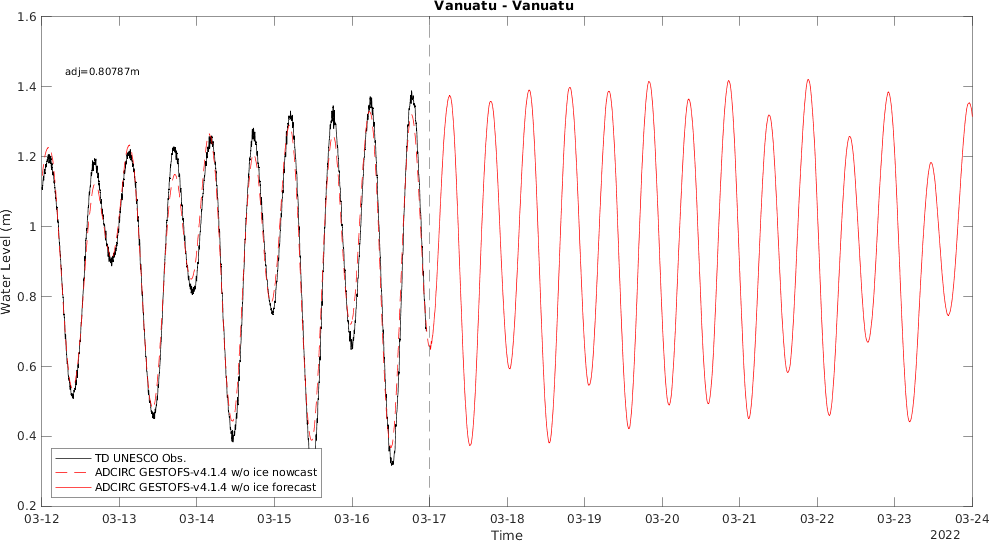 Vanuatu - Vanuatu
1.6
1.4
1.2
1
0.8
0.6
0.4
0.2
Water Level (m)
adj=0.80787m
TD UNESCO Obs.
ADCIRC GESTOFS-v4.1.4 w/o ice nowcast
ADCIRC GESTOFS-v4.1.4 w/o ice forecast
03-12 03-13 03-14 03-15 03-16 03-17 03-18 03-19 03-20 03-21 03-22 03-23 03-24
Time
2022